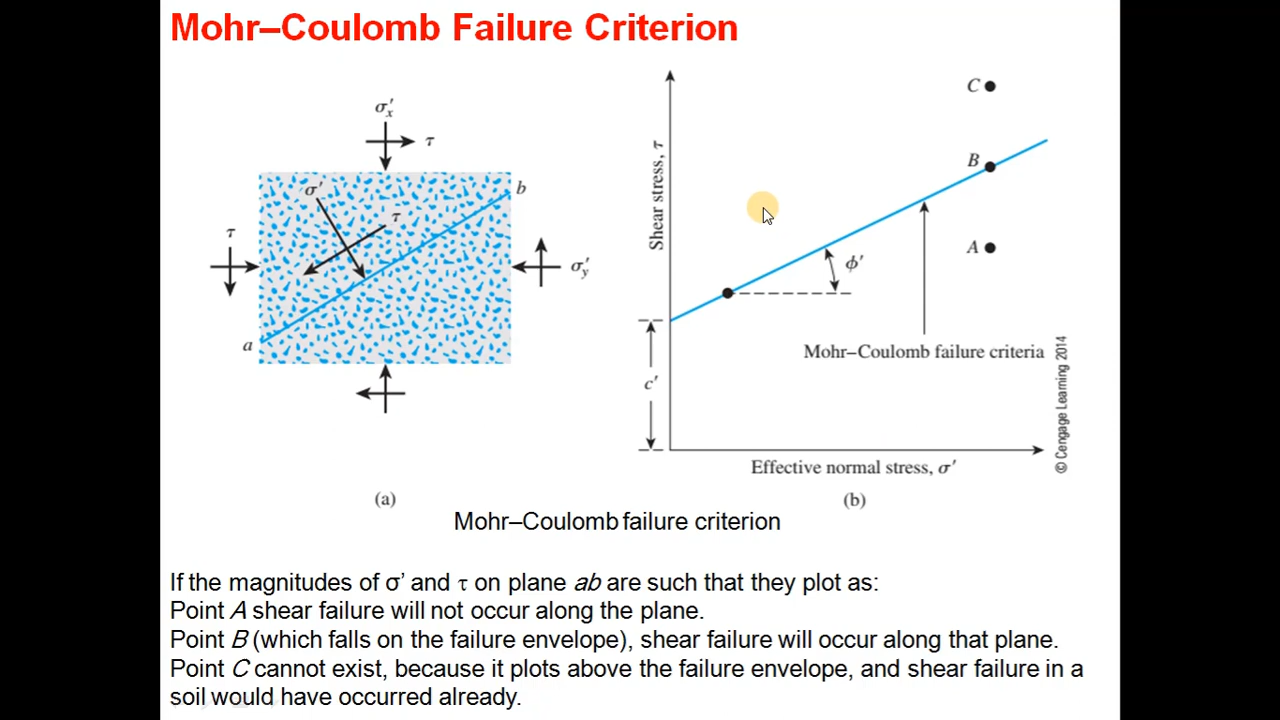 Mohr–Coulomb Failure Criterion
σ'x
τ
σ'
b
τ
τ
σ'y
a
(a)
C
B
Shear stress, τ
A
ϕ'
Mohr–Coulomb failure criteria
c'
Effective normal stress, σ'
© Cengage Learning 2014
(b)
Mohr–Coulomb failure criterion
If the magnitudes of σ' and τ on plane ab are such that they plot as:
Point A shear failure will not occur along the plane.
Point B (which falls on the failure envelope), shear failure will occur along that plane.
Point C cannot exist, because it plots above the failure envelope, and shear failure in a
soil would have occurred already.